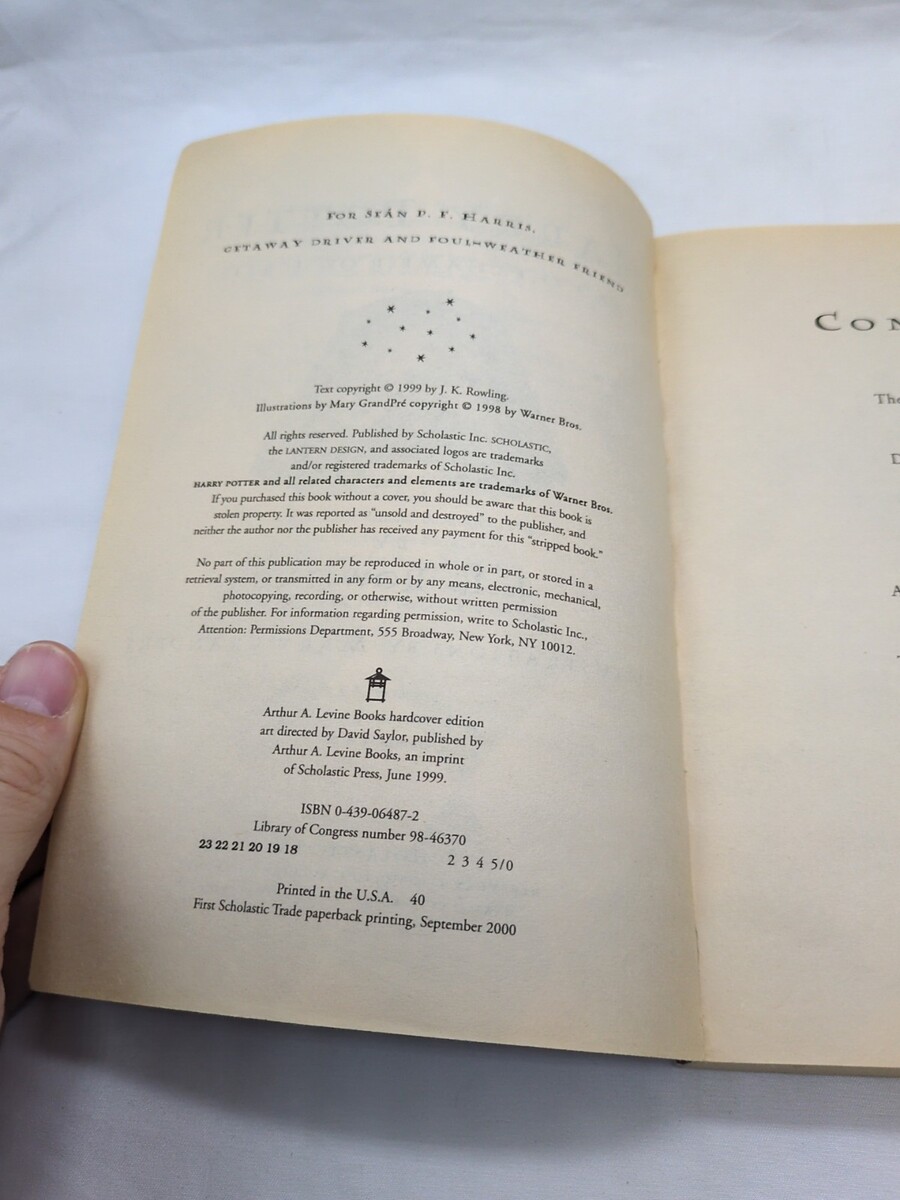 FOR SEÁN P. F. HARRIS,
GETAWAY DRIVER AND FOUL-WEATHER FRIEND
Text copyright © 1999 by J. K. Rowling.
Illustrations by Mary GrandPré copyright © 1998 by Warner Bros.
All rights reserved. Published by Scholastic Inc. SCHOLASTIC,
the LANTERN DESIGN, and associated logos are trademarks
and/or registered trademarks of Scholastic Inc.
HARRY POTTER and all related characters and elements are trademarks of Warner Bros.
If you purchased this book without a cover, you should be aware that this book is
stolen property. It was reported as "unsold and destroyed" to the publisher, and
neither the author nor the publisher has received any payment for this "stripped book."
No part of this publication may be reproduced in whole or in part, or stored in a
retrieval system, or transmitted in any form or by any means, electronic, mechanical,
photocopying, recording, or otherwise, without written permission
of the publisher. For information regarding permission, write to Scholastic Inc.,
Attention: Permissions Department, 555 Broadway, New York, NY 10012.
Arthur A. Levine Books hardcover edition
art directed by David Saylor, published by
Arthur A. Levine Books, an imprint
of Scholastic Press, June 1999.
ISBN 0-439-06487-2
Library of Congress number 98-46370
23 22 21 20 19 18 2 3 4 5/0
Printed in the U.S.A. 40
First Scholastic Trade paperback printing, September 2000
CON
The
D
A